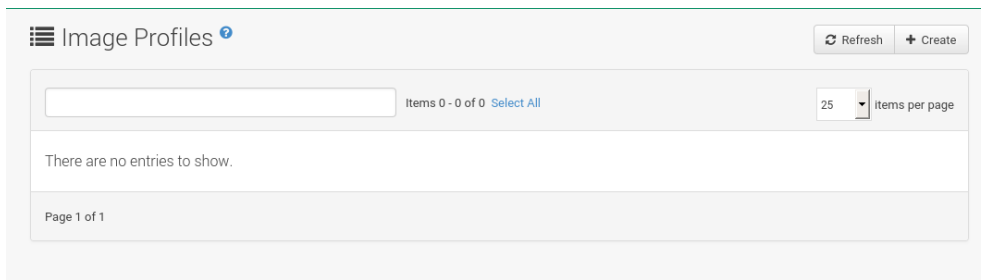 Image Profiles ?
Refresh + Create
Items 0 - 0 of 0 Select All 25 items per page
There are no entries to show.
Page 1 of 1